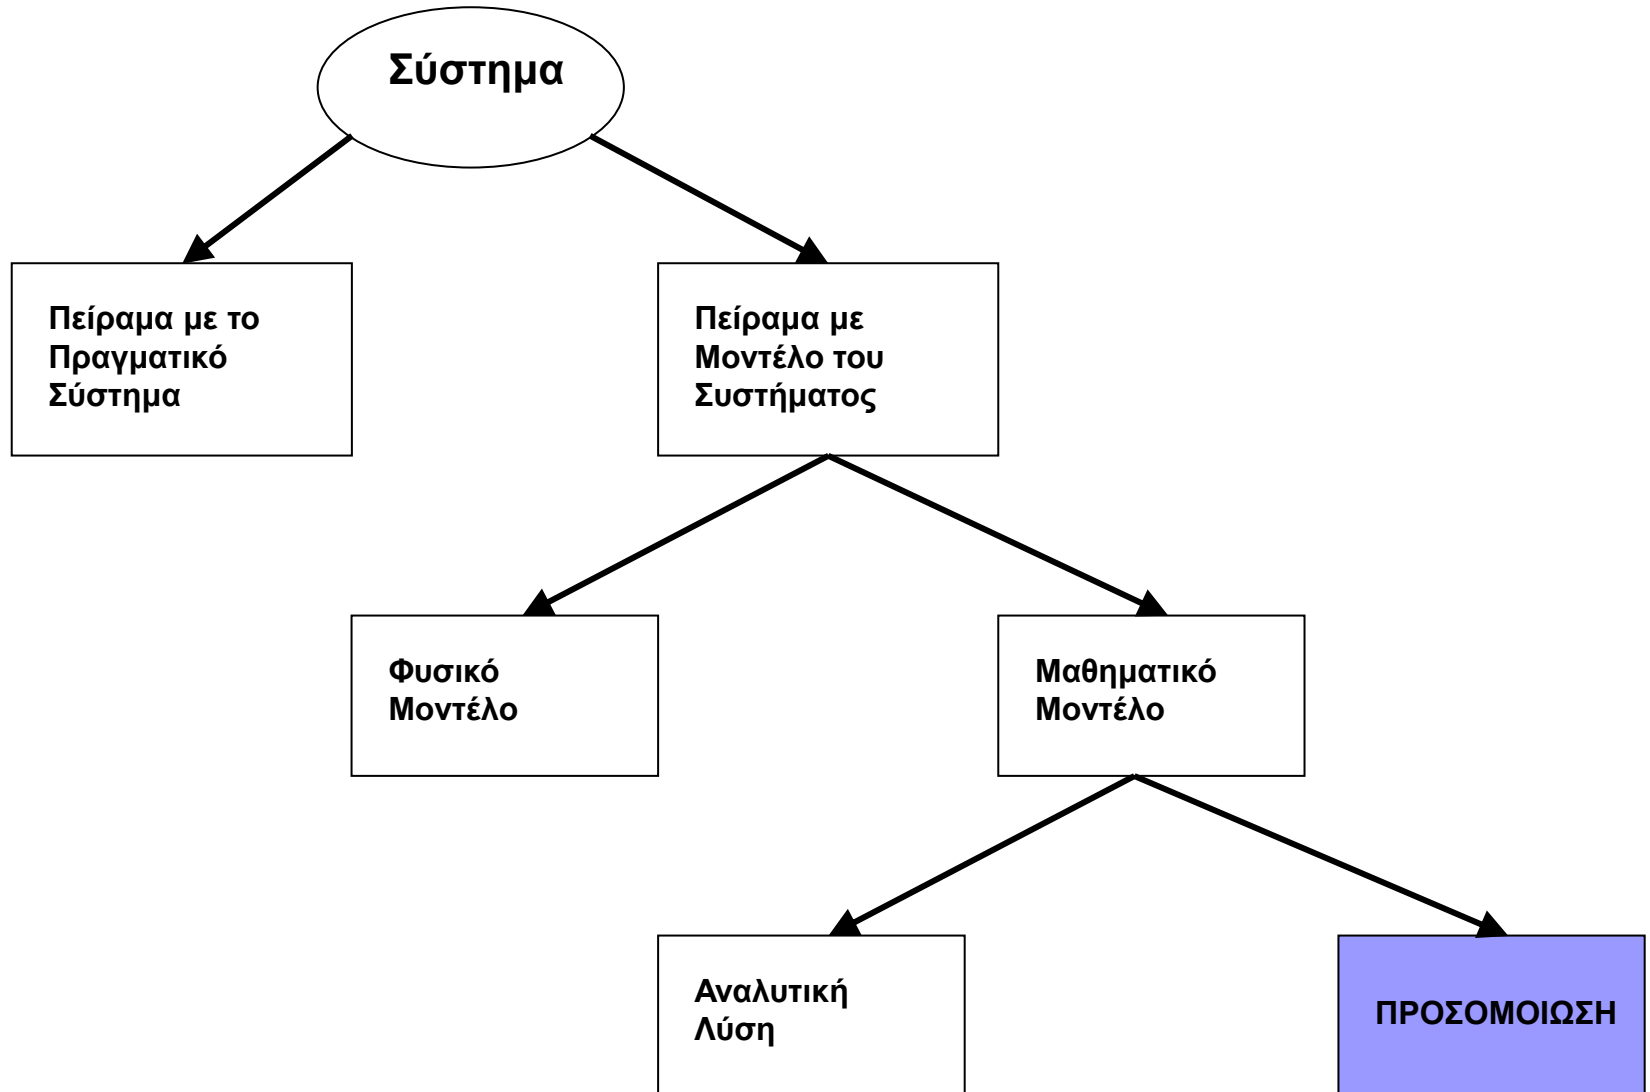 Σύστημα
Πείραμα με το
Πραγματικό
Σύστημα
Πείραμα με
Μοντέλο του
Συστήματος
Φυσικό
Μοντέλο
Μαθηματικό
Μοντέλο
Αναλυτική
Λύση
ΠΡΟΣΟΜΟΙΩΣΗ